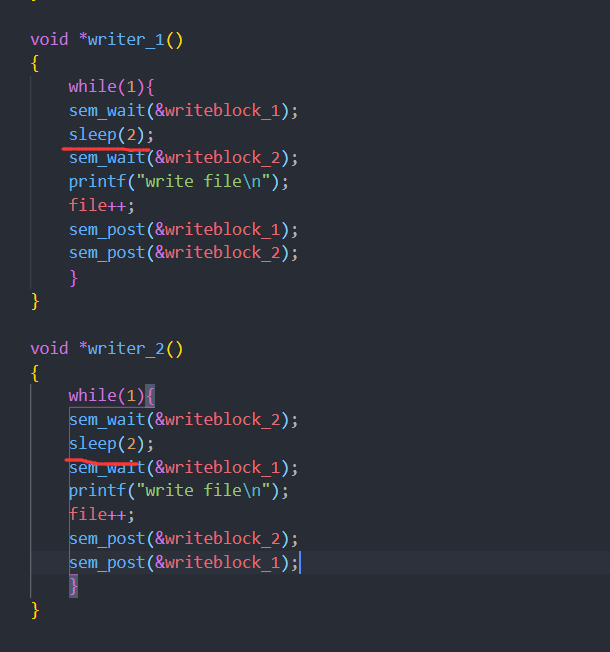 void *writer_1()
{
while(1){
sem_wait(&writeblock_1);
sleep(2);
sem_wait(&writeblock_2);
printf("write file\n");
file++;
sem_post(&writeblock_1);
sem_post(&writeblock_2);
}
}
void *writer_2()
{
while(1){
sem_wait(&writeblock_2);
sleep(2);
sem_wait(&writeblock_1);
printf("write file\n");
file++;
sem_post(&writeblock_2);
sem_post(&writeblock_1);
}
}